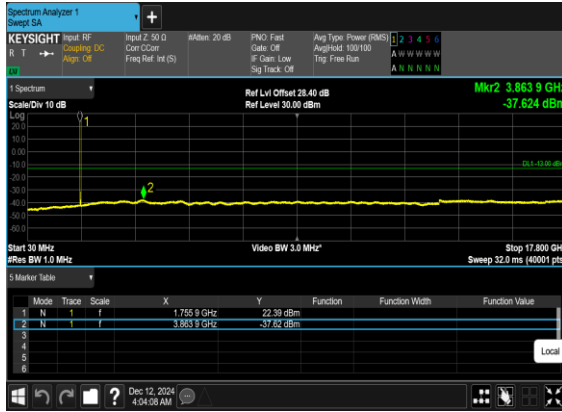 Spectrum Analyzer 1
Swept SA
+
KEYSIGHT Input: RF Input Z: 50 Ω #Atten: 20 dB PNO: Fast Avg Type: Power (RMS) 1 2 3 4 5 6
R T Coupling: DC Corr CCorr Gate: Off Avg|Hold: 100/100 A W W W W W
Align: Off Freq Ref: Int (S) IF Gain: Low Trig: Free Run
LU Sig Track: Off A N N N N N
1 Spectrum Ref Lvl Offset 28.40 dB Mkr2 3.863 9 GHz
Scale/Div 10 dB Ref Level 30.00 dBm -37.624 dBm
Log
1
20.0
10.0
0.00
-10.0 DL1 -13.00 dBm
-20.0
-30.0 2
-40.0
-50.0
-60.0
Start 30 MHz Video BW 3.0 MHz* Stop 17.800 GHz
#Res BW 1.0 MHz Sweep 32.0 ms (40001 pts)
5 Marker Table
Mode Trace Scale X Y Function Function Width Function Value
1 N 1 f 1.755 9 GHz 22.39 dBm
2 N 1 f 3.863 9 GHz -37.62 dBm
3
4
5
6
Local
? Dec 12, 2024
4:04:08 AM